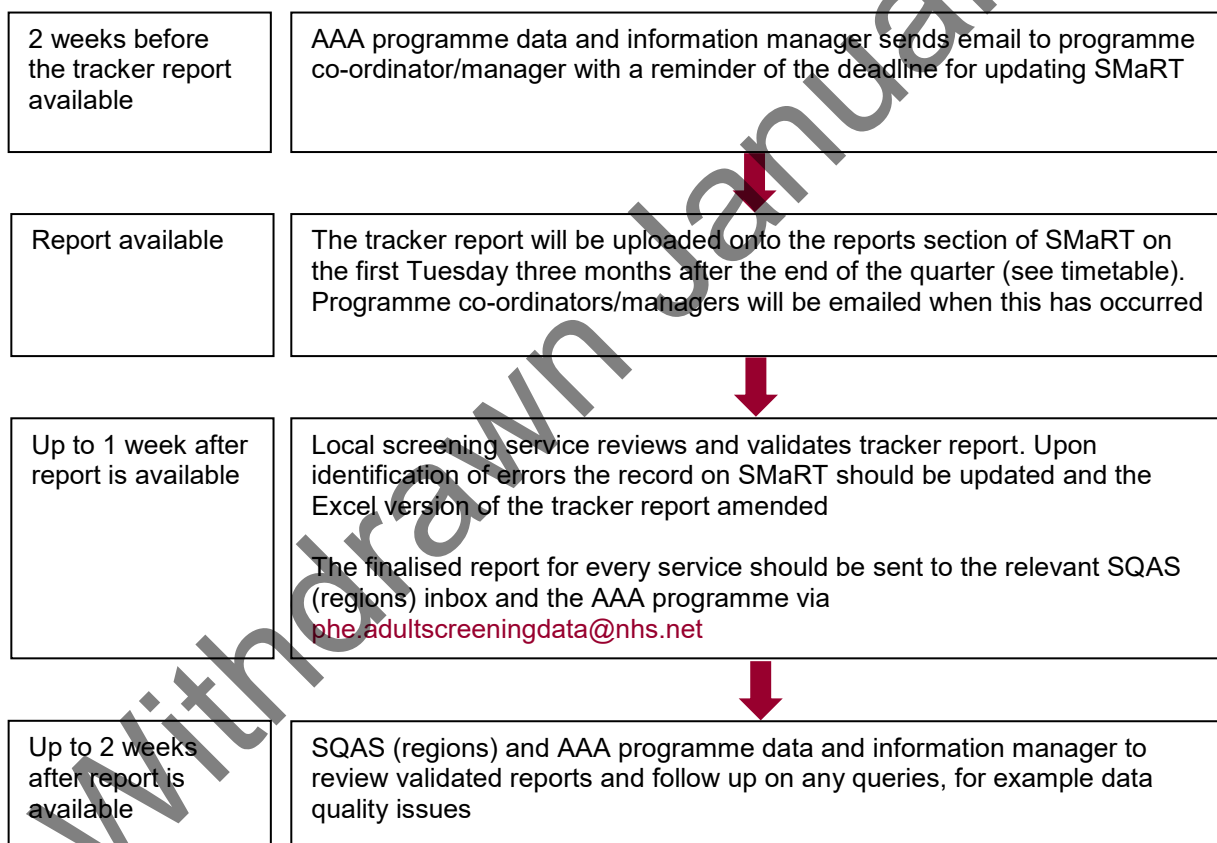 2 weeks before
the tracker report
available
AAA programme data and information manager sends email to programme
co-ordinator/manager with a reminder of the deadline for updating SMaRT
Report available
The tracker report will be uploaded onto the reports section of SMaRT on
the first Tuesday three months after the end of the quarter (see timetable).
Programme co-ordinators/managers will be emailed when this has occurred
Up to 1 week after
report is available
Local screening service reviews and validates tracker report. Upon
identification of errors the record on SMaRT should be updated and the
Excel version of the tracker report amended
The finalised report for every service should be sent to the relevant SQAS
(regions) inbox and the AAA programme via
phe.adultscreeningdata@nhs.net
Up to 2 weeks
after report is
available
SQAS (regions) and AAA programme data and information manager to
review validated reports and follow up on any queries, for example data
quality issues
Withdrawn Januar